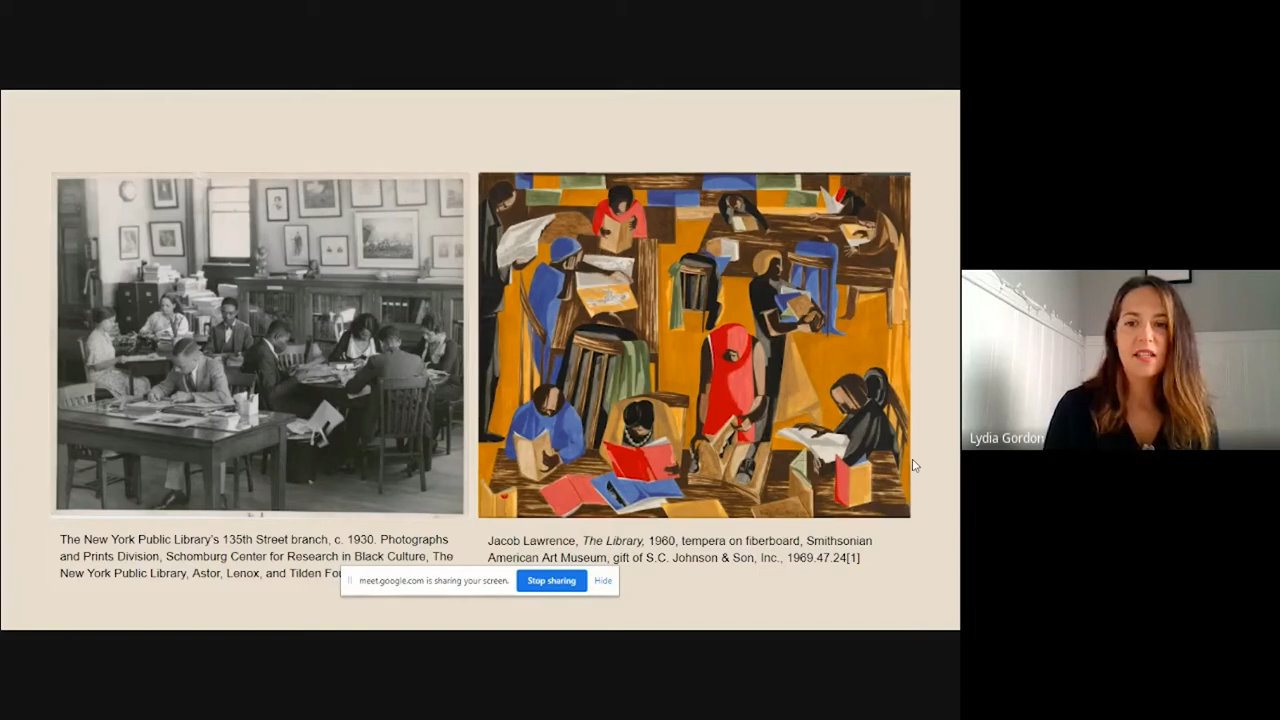 The New York Public Library's 135th Street branch, c. 1930. Photographs
and Prints Division, Schomburg Center for Research in Black Culture, The
New York Public Library, Astor, Lenox, and Tilden
Jacob Lawrence, The Library, 1960, tempera on fiberboard, Smithsonian
American Art Museum, gift of S.C. Johnson & Son, Inc., 1969.47.24[1]
meet.google.com is sharing your screen.
Stop sharing
Hide
Lydia Gordon